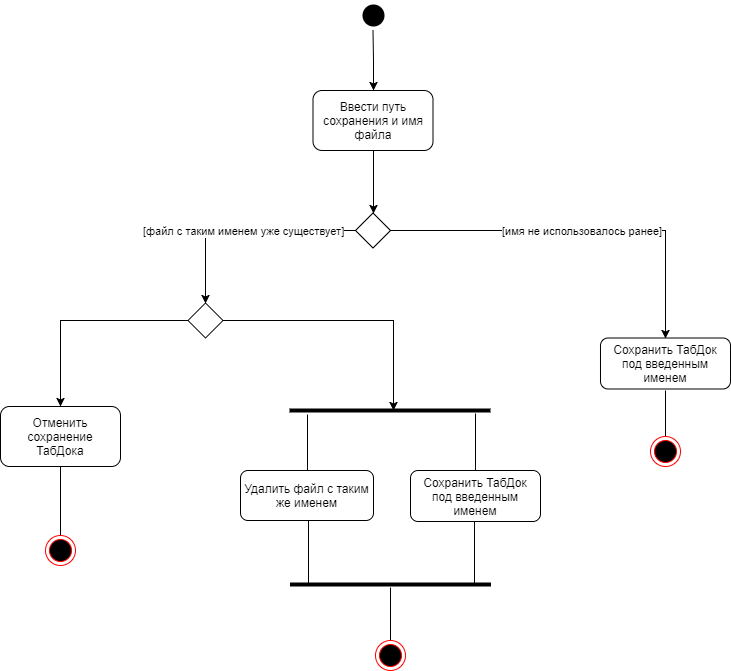 Ввести путь
сохранения и имя
файла
[файл с таким именем уже существует]
[имя не использовалось ранее]
Сохранить ТабДок
под введенным
именем
Отменить
сохранение
ТабДока
Удалить файл с таким
же именем
Сохранить ТабДок
под введенным
именем